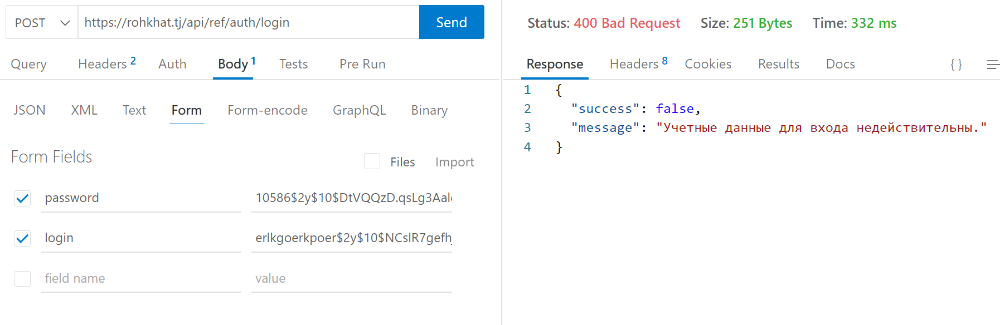 POST https://rohkhat.tj/api/ref/auth/login Send
Query Headers 2 Auth Body 1 Tests Pre Run
JSON XML Text Form Form-encode GraphQL Binary
Form Fields Files Import
password 10586$2y$10$DtVQQzD.qsLg3Aal
login erlkgoerkpoer$2y$10$NCslR7gefh
field name value
Status: 400 Bad Request Size: 251 Bytes Time: 332 ms
Response Headers 8 Cookies Results Docs { }
1 {
2 "success": false,
3 "message": "Учетные данные для входа недействительны."
4 }